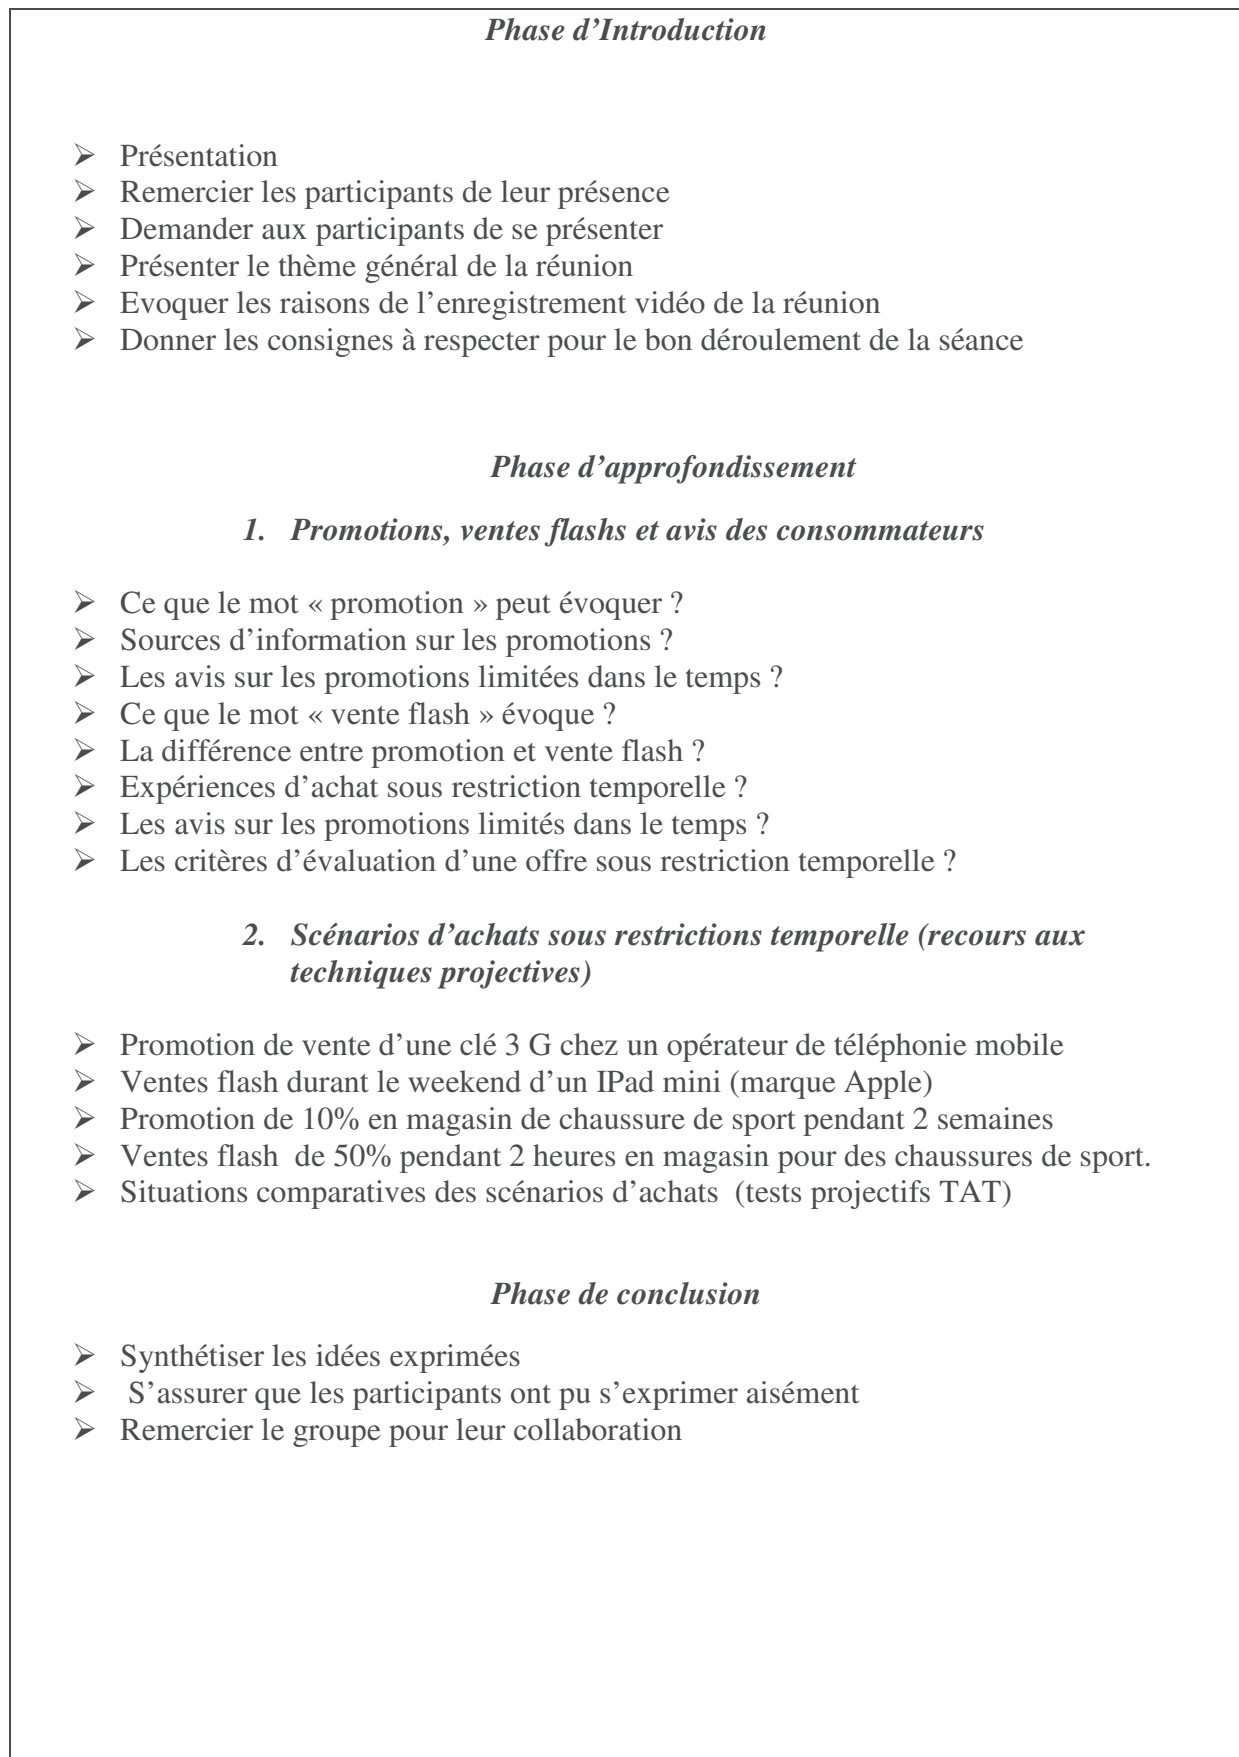 Phase d’Introduction
➢ Présentation
➢ Remercier les participants de leur présence
➢ Demander aux participants de se présenter
➢ Présenter le thème général de la réunion
➢ Evoquer les raisons de l’enregistrement vidéo de la réunion
➢ Donner les consignes à respecter pour le bon déroulement de la séance
Phase d’approfondissement
1. Promotions, ventes flashs et avis des consommateurs
➢ Ce que le mot « promotion » peut évoquer ?
➢ Sources d’information sur les promotions ?
➢ Les avis sur les promotions limitées dans le temps ?
➢ Ce que le mot « vente flash » évoque ?
➢ La différence entre promotion et vente flash ?
➢ Expériences d’achat sous restriction temporelle ?
➢ Les avis sur les promotions limités dans le temps ?
➢ Les critères d’évaluation d’une offre sous restriction temporelle ?
2. Scénarios d’achats sous restrictions temporelle (recours aux
techniques projectives)
➢ Promotion de vente d’une clé 3 G chez un opérateur de téléphonie mobile
➢ Ventes flash durant le weekend d’un IPad mini (marque Apple)
➢ Promotion de 10% en magasin de chaussure de sport pendant 2 semaines
➢ Ventes flash de 50% pendant 2 heures en magasin pour des chaussures de sport.
➢ Situations comparatives des scénarios d’achats (tests projectifs TAT)
Phase de conclusion
➢ Synthétiser les idées exprimées
➢ S’assurer que les participants ont pu s’exprimer aisément
➢ Remercier le groupe pour leur collaboration